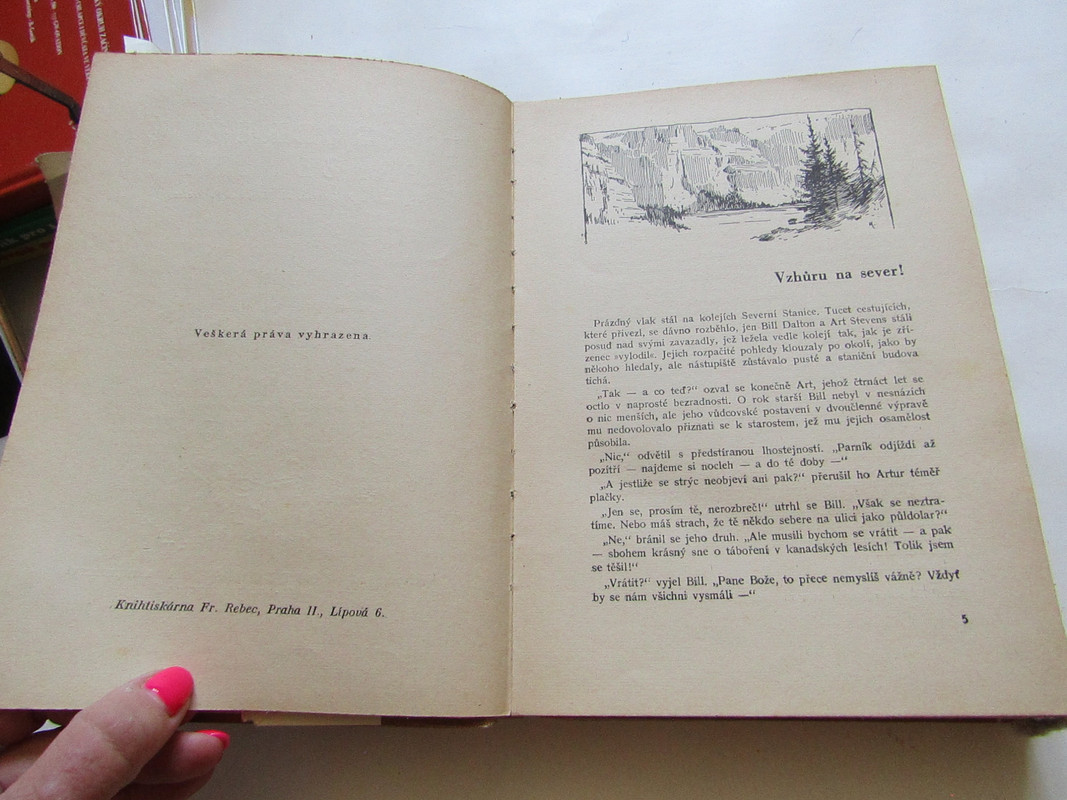 Veškerá práva vyhrazena.
Knihtiskárna Fr. Rebec, Praha II., Lípová 6.
Vzhůru na sever!
Prázdný vlak stál na kolejích Severní Stanice. Tucet cestujících,
které přivezl, se dávno rozběhlo, jen Bill Dalton a Art Stevens stáli
posud nad svými zavazadly, jež ležela vedle kolejí tak, jak je zří-
zenec »vylodil«. Jejich rozpačité pohledy klouzaly po okolí, jako by
někoho hledaly, ale nástupiště zůstávalo pusté a staniční budova
tichá.
„Tak — a co teď?“ ozval se konečně Art, jehož čtrnáct let se
octlo v naprosté bezradnosti. O rok starší Bill nebyl v nesnázích
o nic menších, ale jeho vůdcovské postavení v dvoučlenné výpravě
mu nedovolovalo přiznati se k starostem, jež mu jejich osamělost
působila.
„Nic,“ odvětil s předstíranou lhostejností. „Parník odjíždí až
pozítří — najdeme si nocleh — a do té doby —“
„A jestliže se strýc neobjeví ani pak?“ přerušil ho Artur téměř
plačky.
„Jen se, prosím tě, nerozbreč!“ utrhl se Bill. „Však se neztra-
tíme. Nebo máš strach, že tě někdo sebere na ulici jako půldolar?“
„Ne,“ bránil se jeho druh. „Ale musili bychom se vrátit — a pak
— sbohem krásný sne o táboření v kanadských lesích! Tolik jsem
se těšil!“
„Vrátit?“ vyjel Bill. „Pane Bože, to přece nemyslíš vážně? Vždyť
by se nám všichni vysmáli —“
5